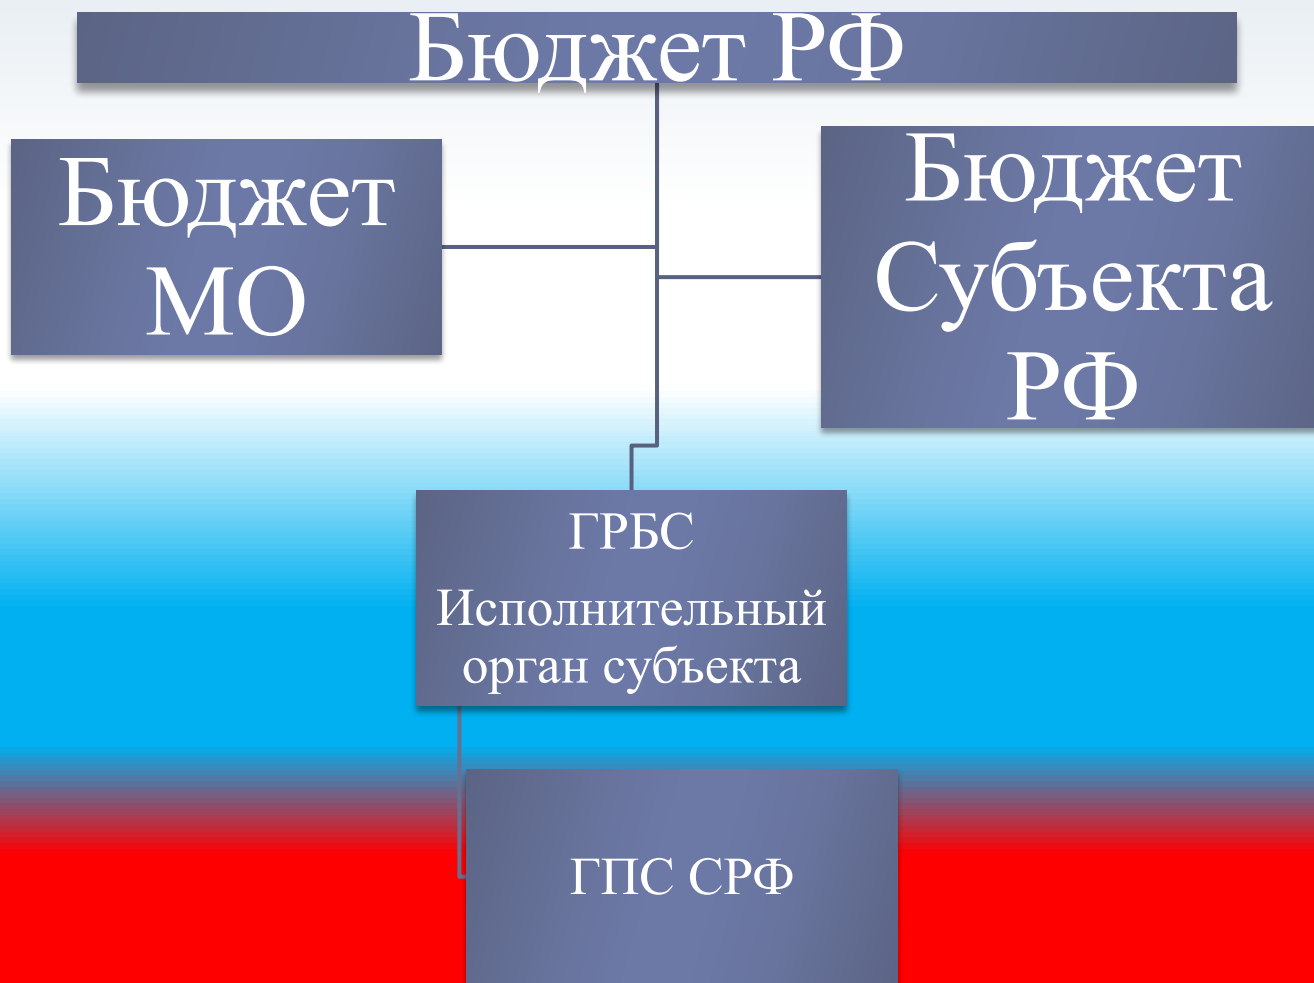 Бюджет РФ
Бюджет
МО
Бюджет
Субъекта
РФ
ГРБС
Исполнительный
орган субъекта
ГПС СРФ